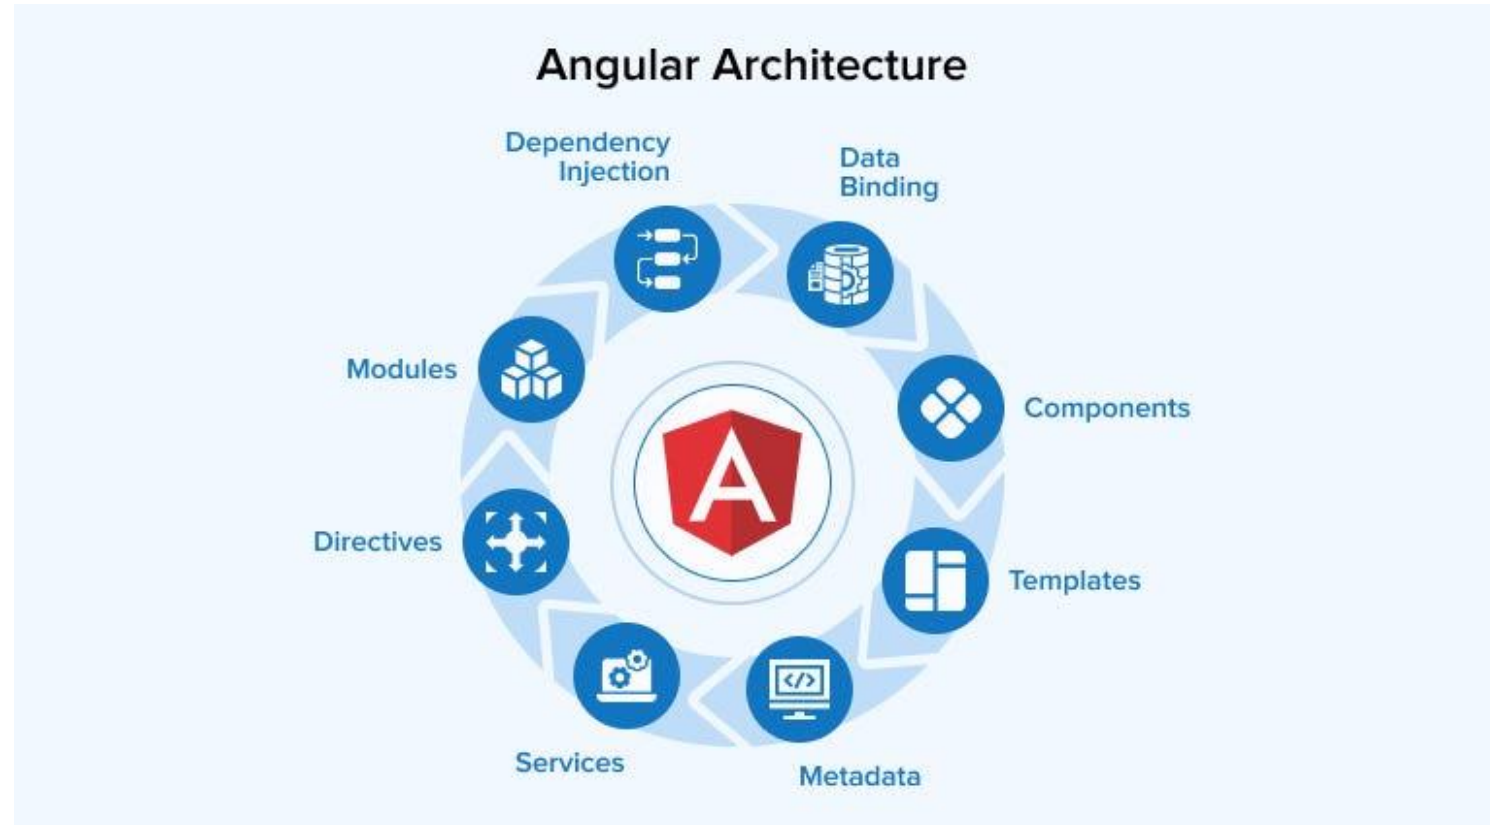 Angular Architecture
Dependency
Injection
Data
Binding
Modules
Components
Directives
A
Templates
</>
Services
Metadata